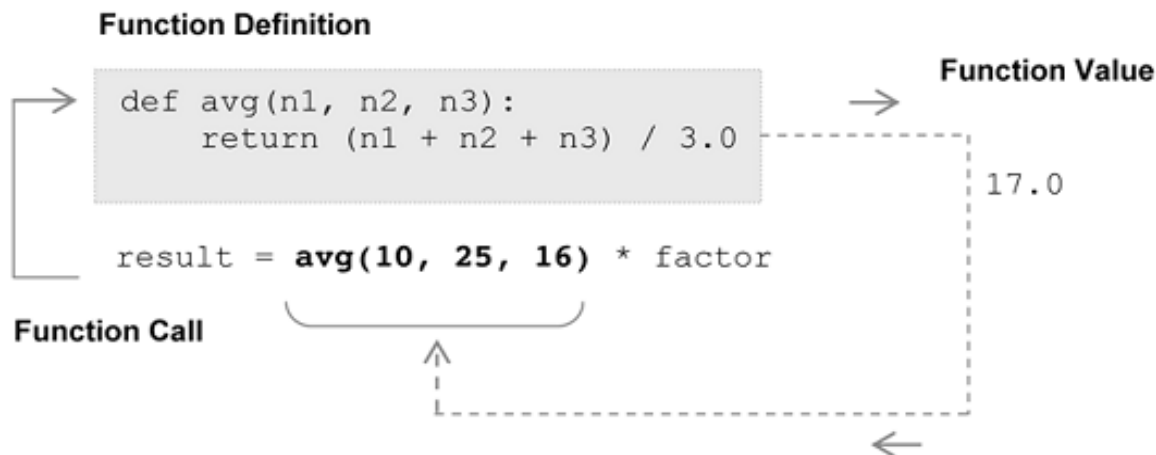 Function Definition
Function Value
def avg(n1, n2, n3):
    return (n1 + n2 + n3) / 3.0
17.0
result = avg(10, 25, 16) * factor
Function Call